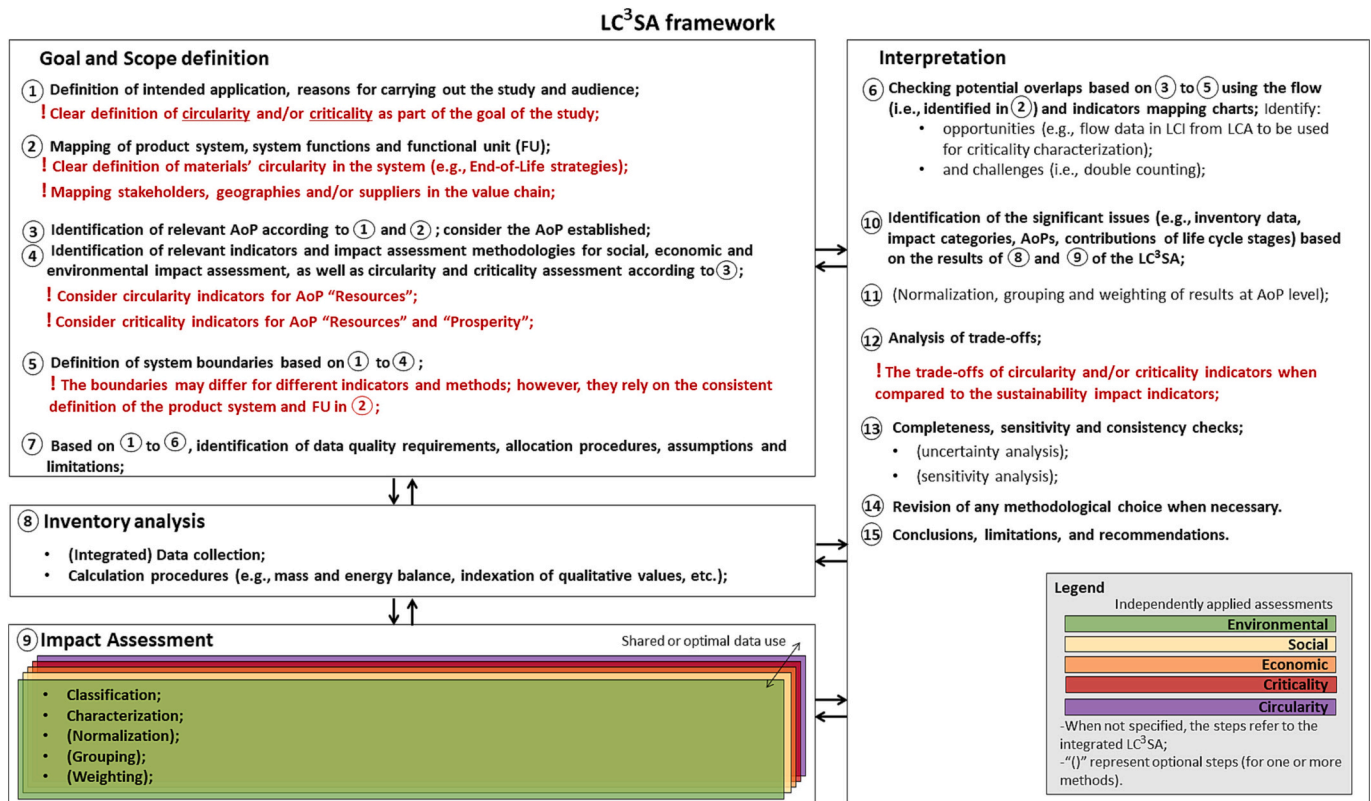 LC³SA framework
Goal and Scope definition
① Definition of intended application, reasons for carrying out the study and audience;
! Clear definition of circularity and/or criticality as part of the goal of the study;
② Mapping of product system, system functions and functional unit (FU);
! Clear definition of materials’ circularity in the system (e.g., End-of-Life strategies);
! Mapping stakeholders, geographies and/or suppliers in the value chain;
③ Identification of relevant AoP according to ① and ② ; consider the AoP established;
④ Identification of relevant indicators and impact assessment methodologies for social, economic and
environmental impact assessment, as well as circularity and criticality assessment according to ③;
! Consider circularity indicators for AoP “Resources”;
! Consider criticality indicators for AoP “Resources” and “Prosperity”;
⑤ Definition of system boundaries based on ① to ④ ;
! The boundaries may differ for different indicators and methods; however, they rely on the consistent
definition of the product system and FU in ②;
⑦ Based on ① to ⑥ , identification of data quality requirements, allocation procedures, assumptions and
limitations;
⑧ Inventory analysis
• (Integrated) Data collection;
• Calculation procedures (e.g., mass and energy balance, indexation of qualitative values, etc.);
⑨ Impact Assessment
Shared or optimal data use
• Classification;
• Characterization;
• (Normalization);
• (Grouping);
• (Weighting);
Interpretation
⑥ Checking potential overlaps based on ③ to ⑤ using the flow
(i.e., identified in ②) and indicators mapping charts; Identify:
• opportunities (e.g., flow data in LCI from LCA to be used
for criticality characterization);
• and challenges (i.e., double counting);
⑩ Identification of the significant issues (e.g., inventory data,
impact categories, AoPs, contributions of life cycle stages) based
on the results of ⑧ and ⑨ of the LC³SA;
⑪ (Normalization, grouping and weighting of results at AoP level);
⑫ Analysis of trade-offs;
! The trade-offs of circularity and/or criticality indicators when
compared to the sustainability impact indicators;
⑬ Completeness, sensitivity and consistency checks;
• (uncertainty analysis);
• (sensitivity analysis);
⑭ Revision of any methodological choice when necessary.
⑮ Conclusions, limitations, and recommendations.
Legend
Independently applied assessments
Environmental
Social
Economic
Criticality
Circularity
-When not specified, the steps refer to the
integrated LC³SA;
-“()” represent optional steps (for one or more
methods).